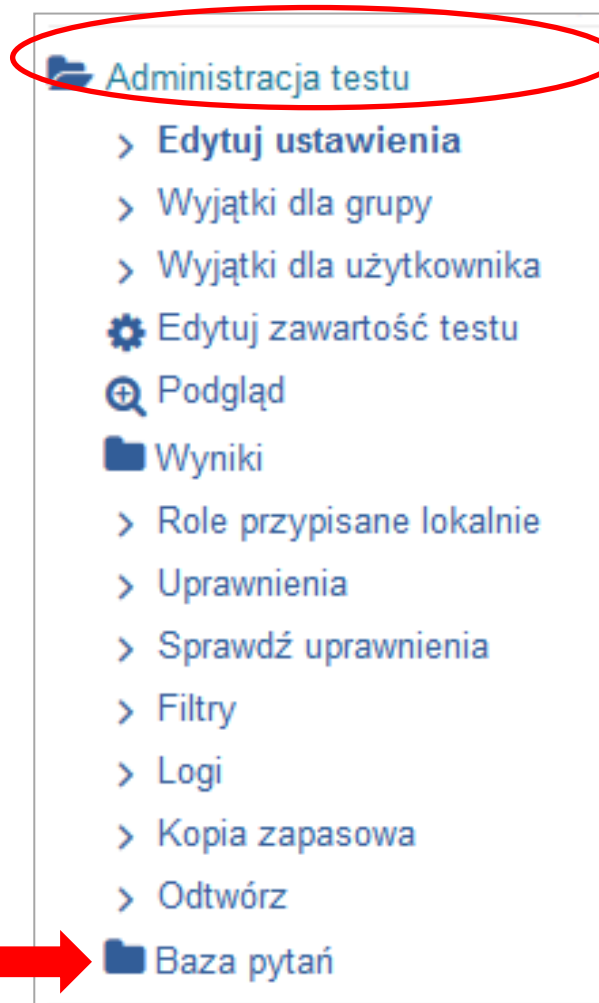 Administracja testu
Edytuj ustawienia
Wyjątki dla grupy
Wyjątki dla użytkownika
Edytuj zawartość testu
Podgląd
Wyniki
Role przypisane lokalnie
Uprawnienia
Sprawdź uprawnienia
Filtry
Logi
Kopia zapasowa
Odtwórz
Baza pytań